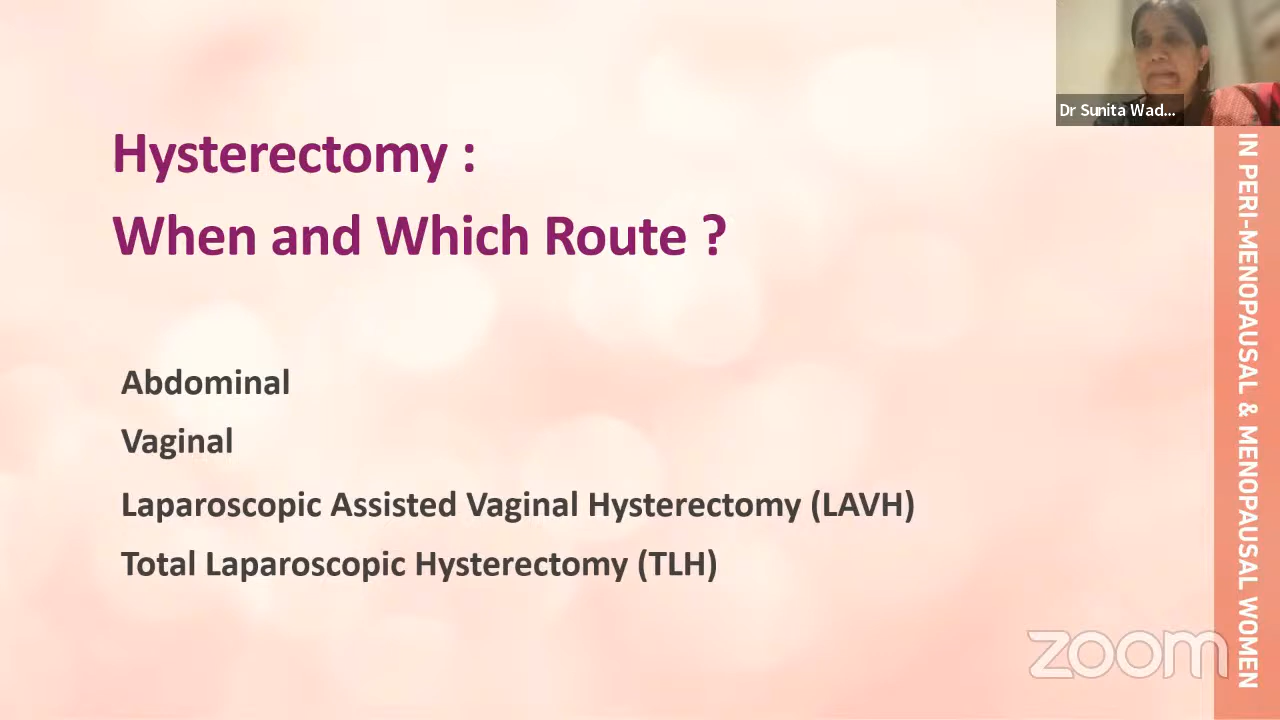 Dr Sunita Wad...
Hysterectomy :
When and Which Route ?
Abdominal
Vaginal
Laparoscopic Assisted Vaginal Hysterectomy (LAVH)
Total Laparoscopic Hysterectomy (TLH)
IN PERI-MENOPAUSAL & MENOPAUSAL WOMEN
zoom